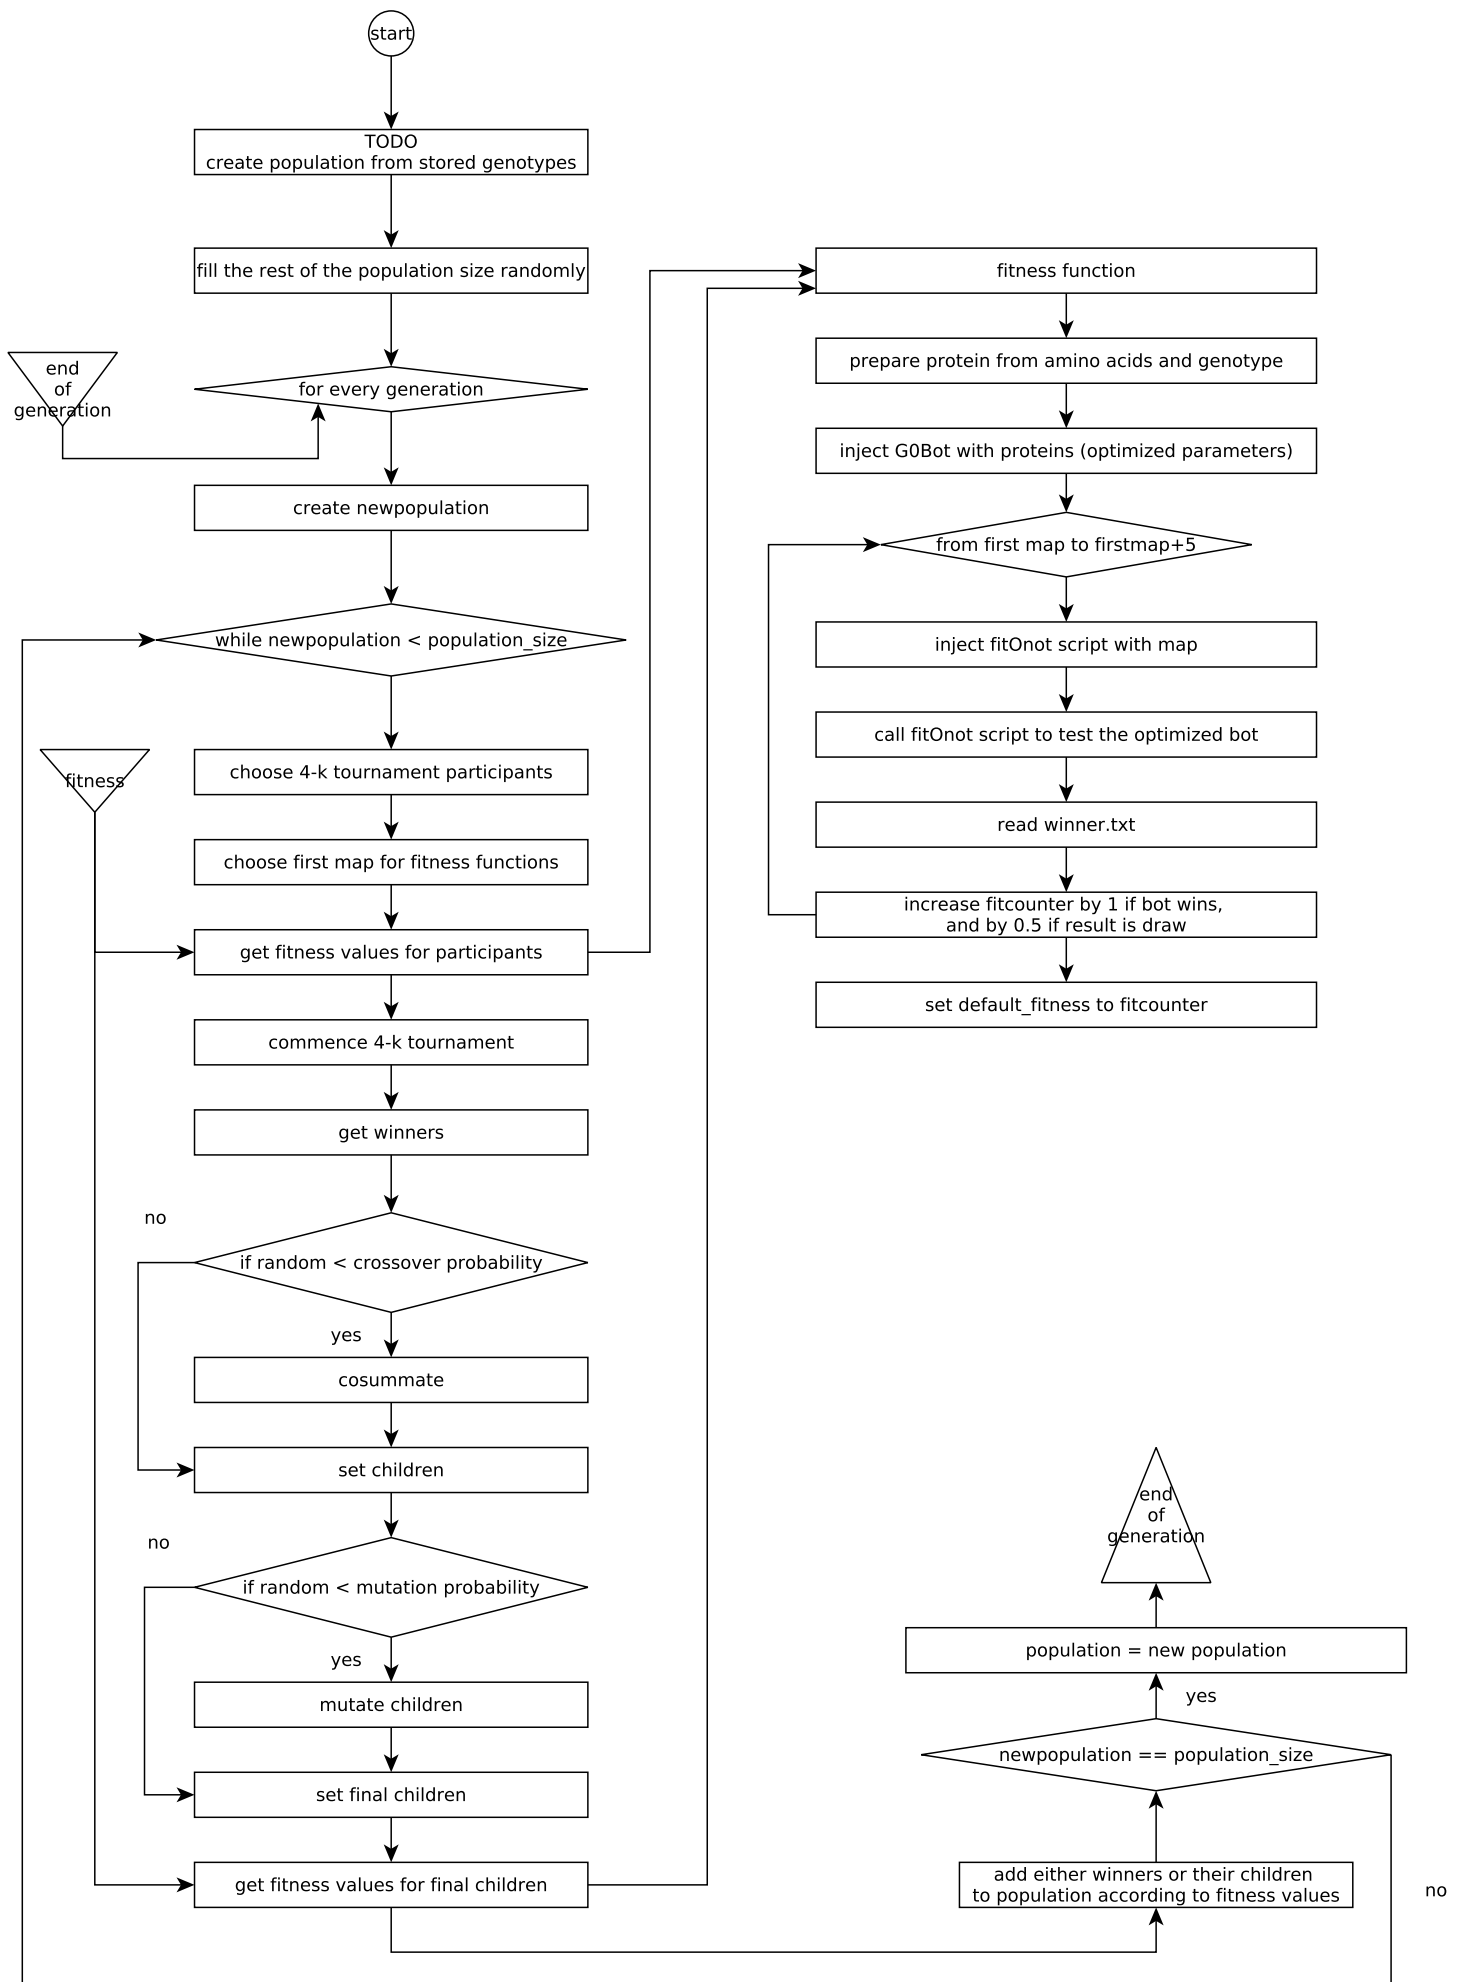 start
TODO
create population from stored genotypes
fill the rest of the population size randomly
end
of
generation
for every generation
create newpopulation
while newpopulation < population_size
fitness
choose 4-k tournament participants
choose first map for fitness functions
get fitness values for participants
commence 4-k tournament
get winners
no
if random < crossover probability
yes
cosummate
set children
no
if random < mutation probability
yes
mutate children
set final children
get fitness values for final children
fitness function
prepare protein from amino acids and genotype
inject G0Bot with proteins (optimized parameters)
from first map to firstmap+5
inject fitOnot script with map
call fitOnot script to test the optimized bot
read winner.txt
increase fitcounter by 1 if bot wins,
and by 0.5 if result is draw
set default_fitness to fitcounter
end
of
generation
population = new population
yes
newpopulation == population_size
add either winners or their children
to population according to fitness values
no